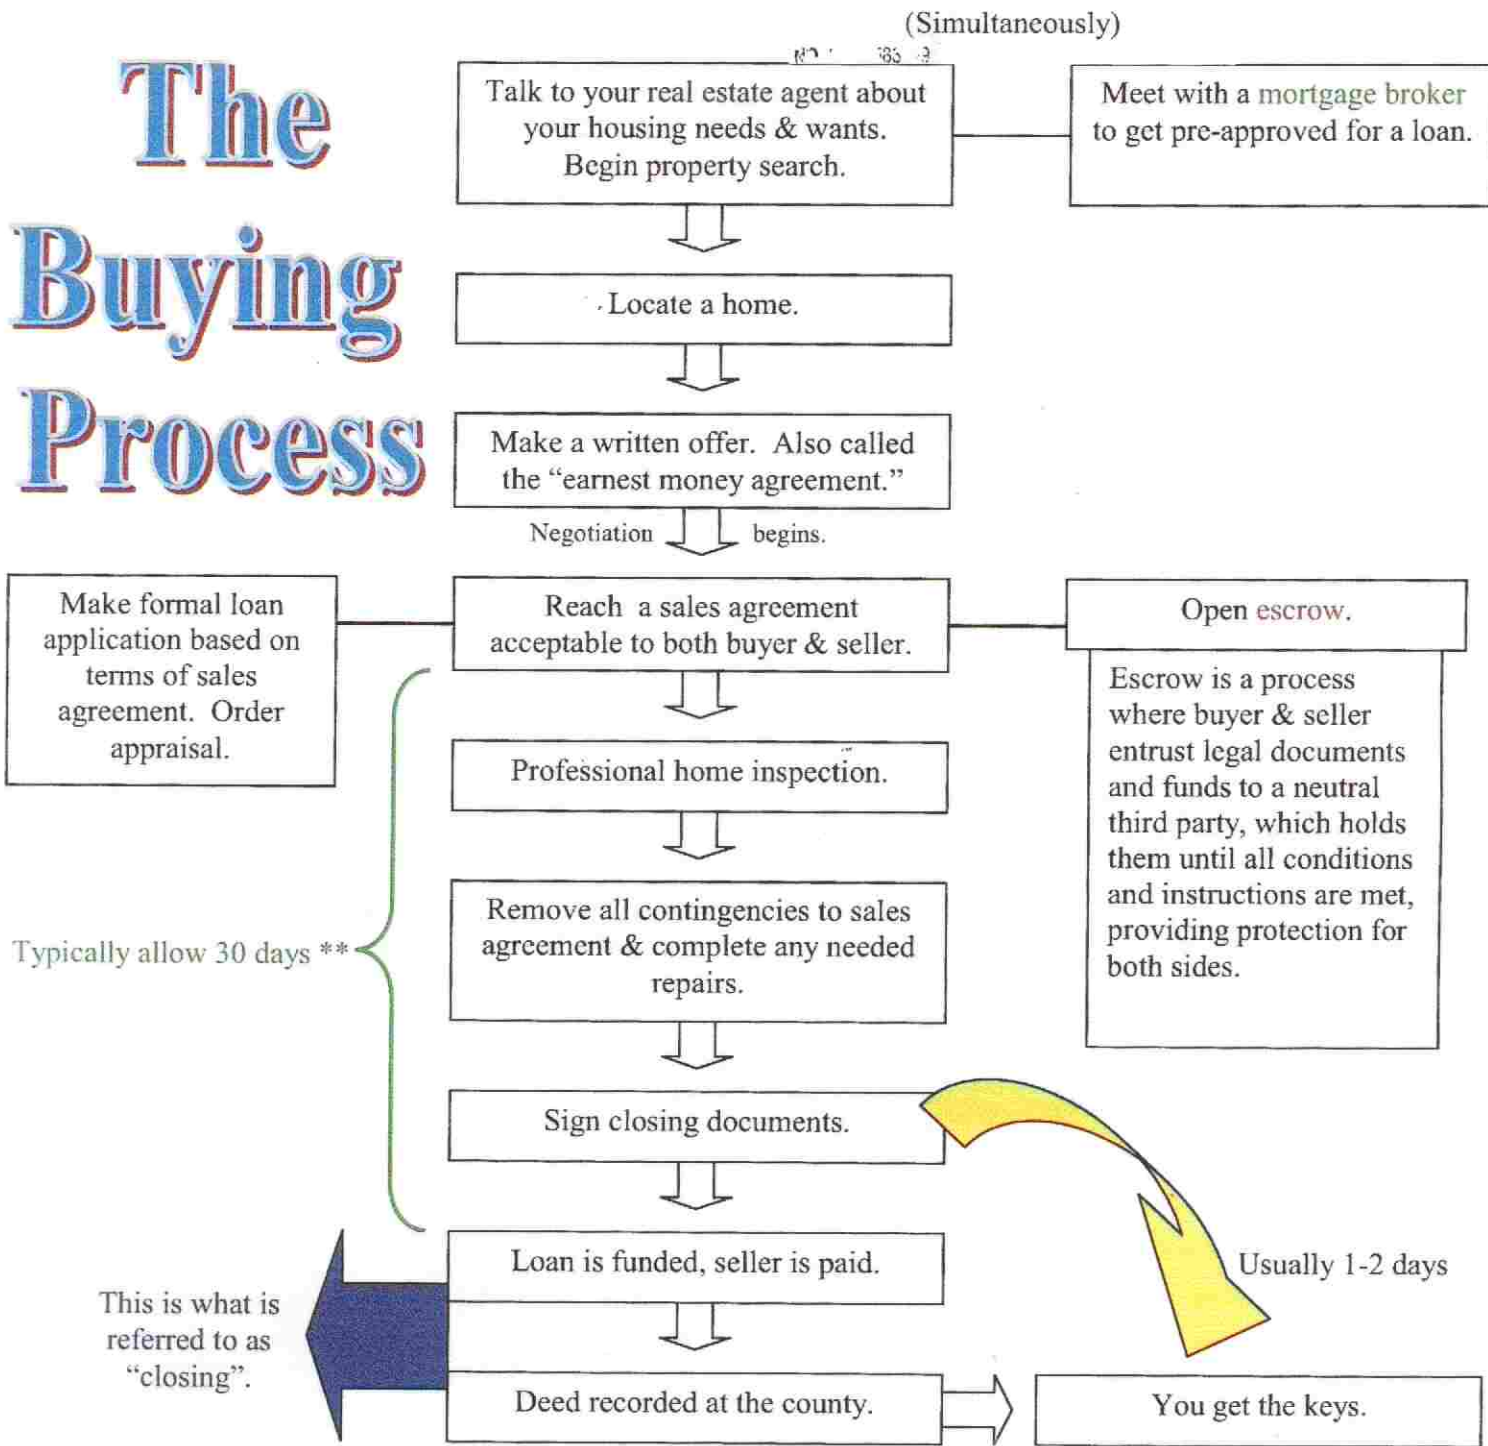 The
Buying
Process
(Simultaneously)
Talk to your real estate agent about
your housing needs & wants.
Begin property search.
Meet with a mortgage broker
to get pre-approved for a loan.
Locate a home.
Make a written offer.  Also called
the “earnest money agreement.”
Negotiation begins.
Make formal loan
application based on
terms of sales
agreement.  Order
appraisal.
Reach  a sales agreement
acceptable to both buyer & seller.
Open escrow.
Escrow is a process
where buyer & seller
entrust legal documents
and funds to a neutral
third party, which holds
them until all conditions
and instructions are met,
providing protection for
both sides.
Professional home inspection.
Remove all contingencies to sales
agreement & complete any needed
repairs.
Typically allow 30 days **
Sign closing documents.
Loan is funded, seller is paid.
Usually 1-2 days
This is what is
referred to as
“closing”.
Deed recorded at the county.
You get the keys.